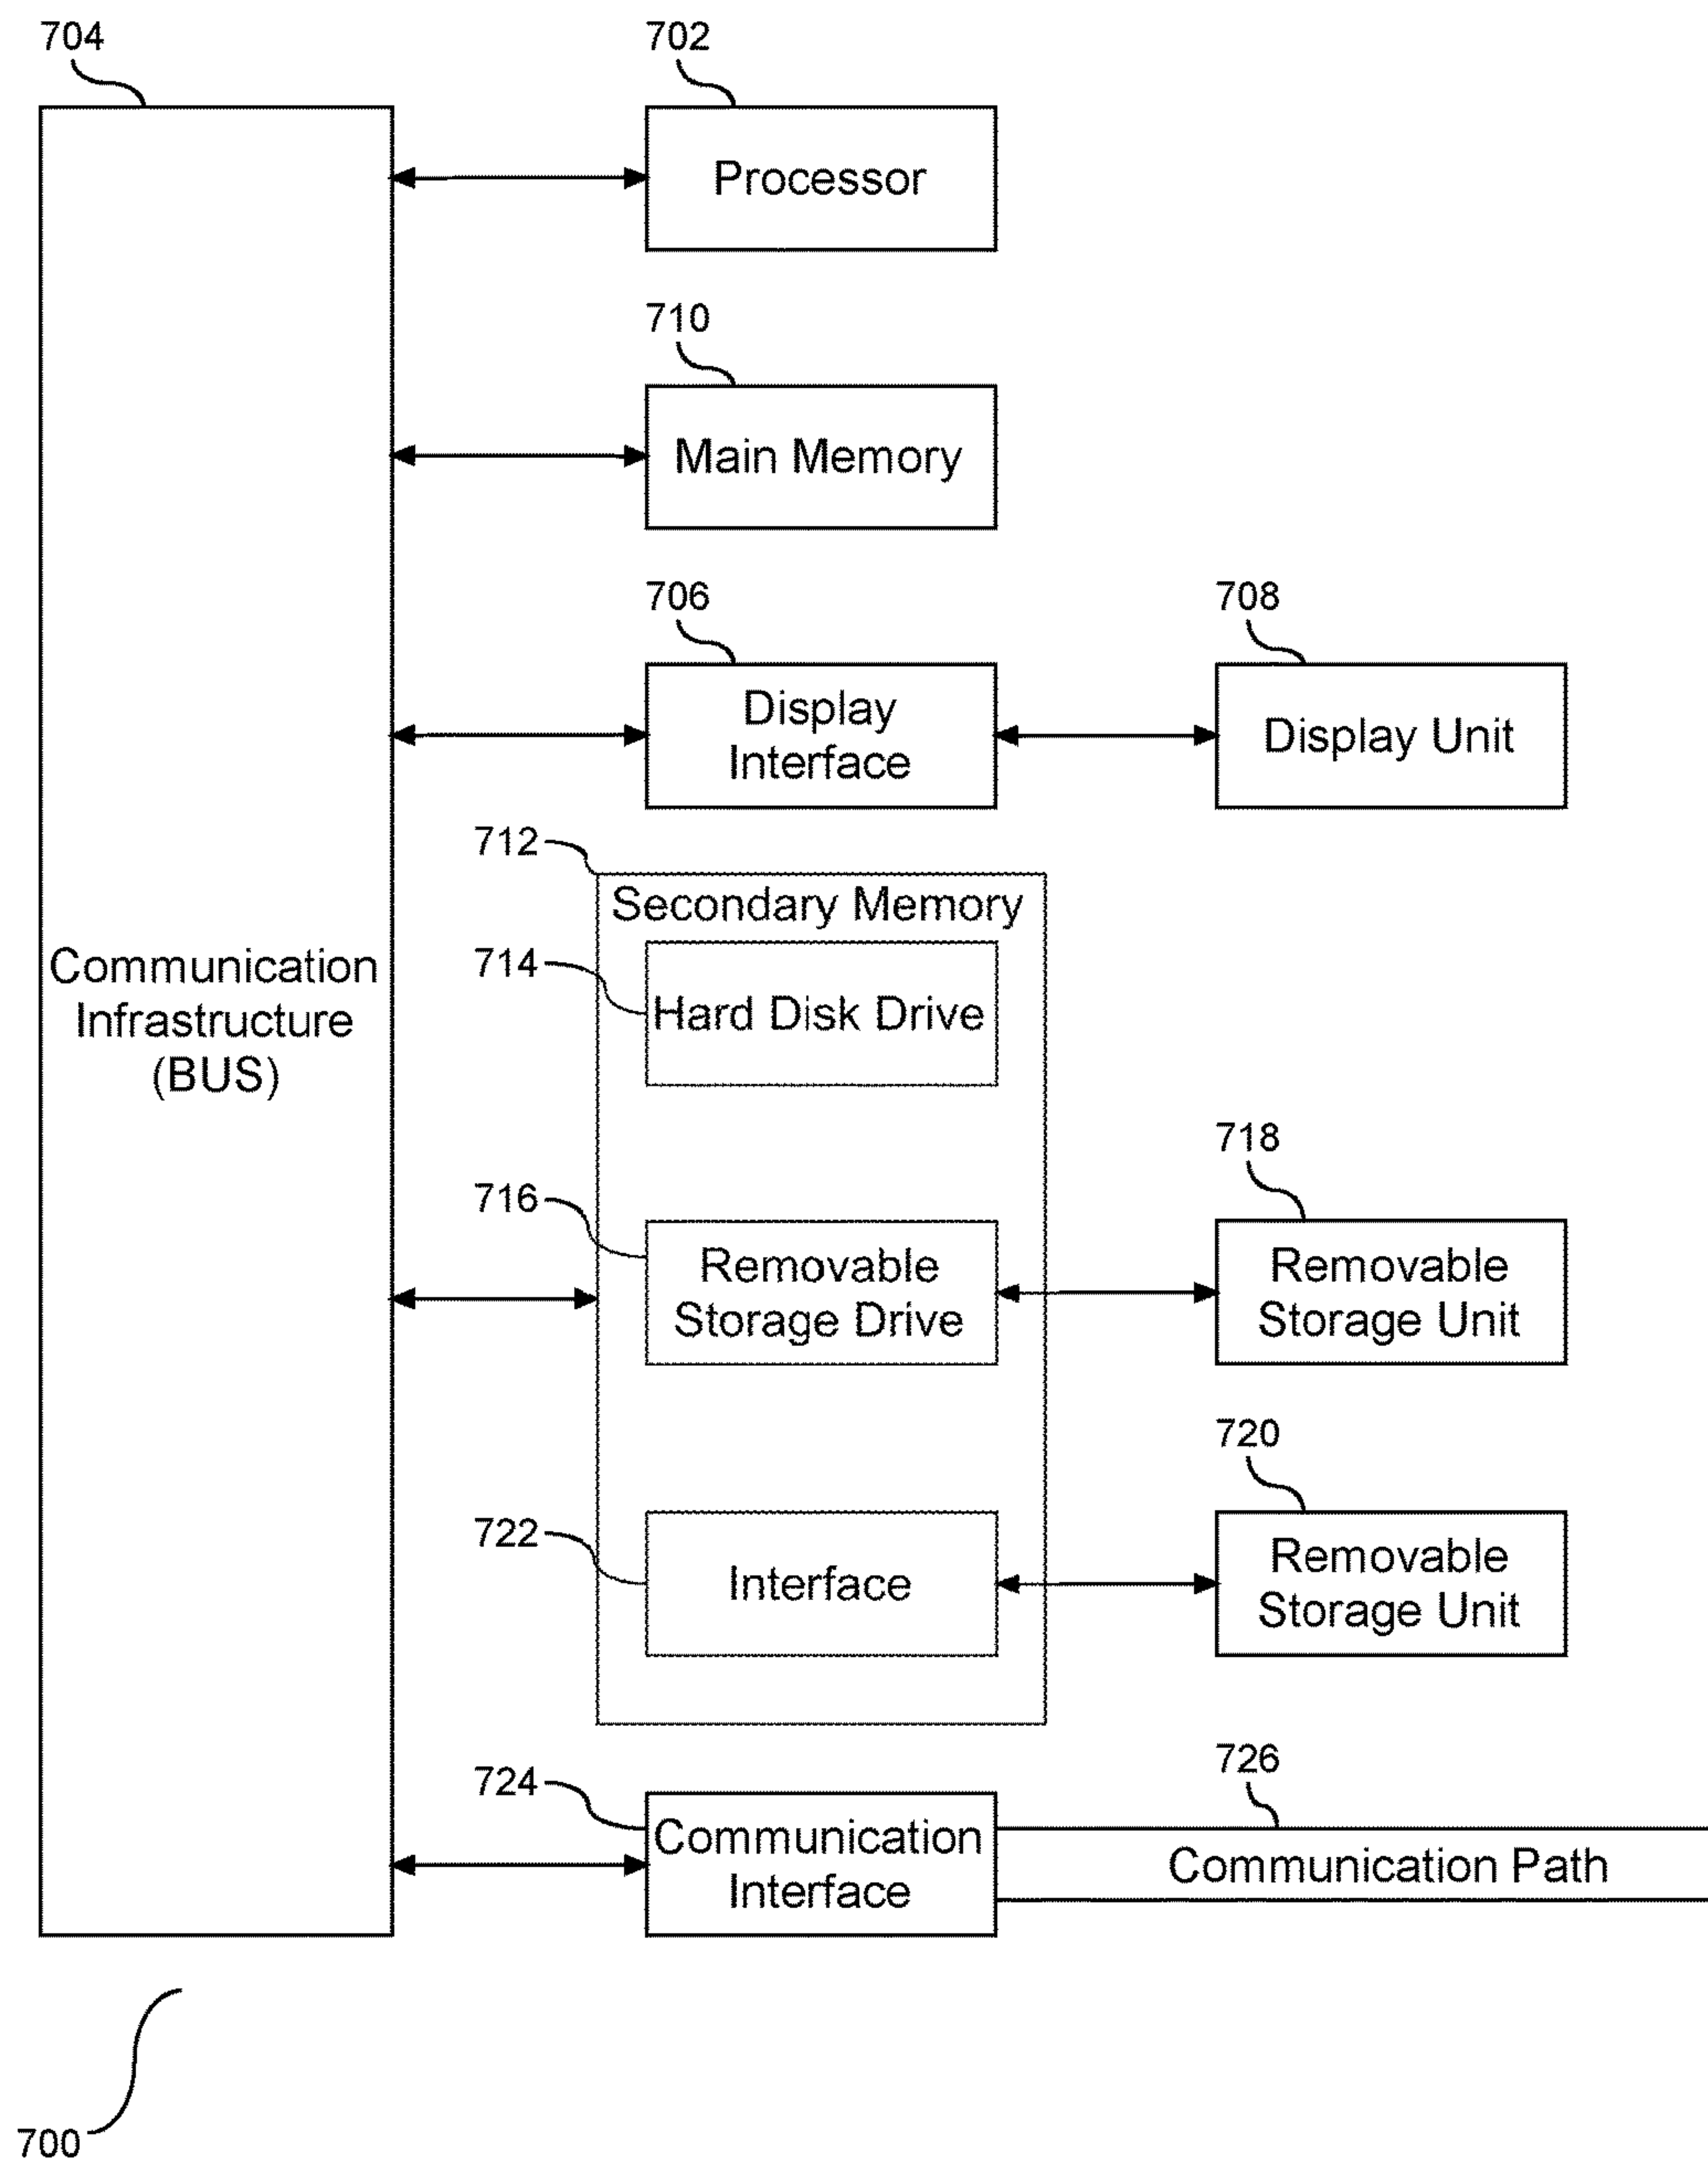 704
702
Processor
710
Main Memory
706
708
Display
Interface
Display Unit
712
Secondary Memory
714
Hard Disk Drive
Communication
Infrastructure
(BUS)
716
718
Removable
Storage Drive
Removable
Storage Unit
720
722
Interface
Removable
Storage Unit
724
726
Communication
Interface
Communication Path
700